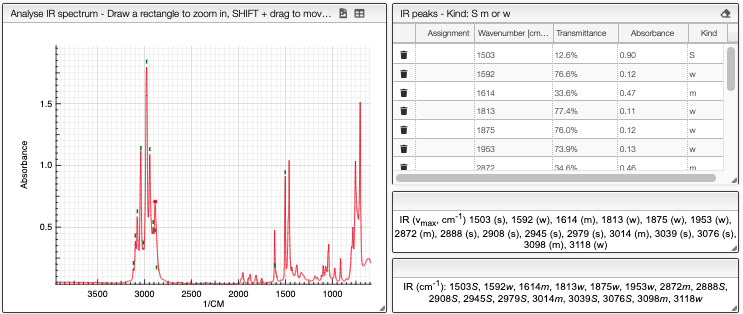 Analyse IR spectrum - Draw a rectangle to zoom in, SHIFT + drag to mov...
Absorbance
1.5
1.0
0.5
3500 3000 2500 2000 1500 1000
1/CM
IR peaks - Kind: S m or w
Assignment Wavenumber [cm... Transmittance Absorbance Kind
1503 12.6% 0.90 S
1592 76.6% 0.12 w
1614 33.6% 0.47 m
1813 77.4% 0.11 w
1875 76.0% 0.12 w
1953 73.9% 0.13 w
2872 34.6% 0.46 m
IR (νmax, cm-1) 1503 (s), 1592 (w), 1614 (m), 1813 (w), 1875 (w), 1953 (w),
2872 (m), 2888 (s), 2908 (s), 2945 (s), 2979 (s), 3014 (m), 3039 (s), 3076 (s),
3098 (m), 3118 (w)
IR (cm-1): 1503S, 1592w, 1614m, 1813w, 1875w, 1953w, 2872m, 2888S,
2908S, 2945S, 2979S, 3014m, 3039S, 3076S, 3098m, 3118w